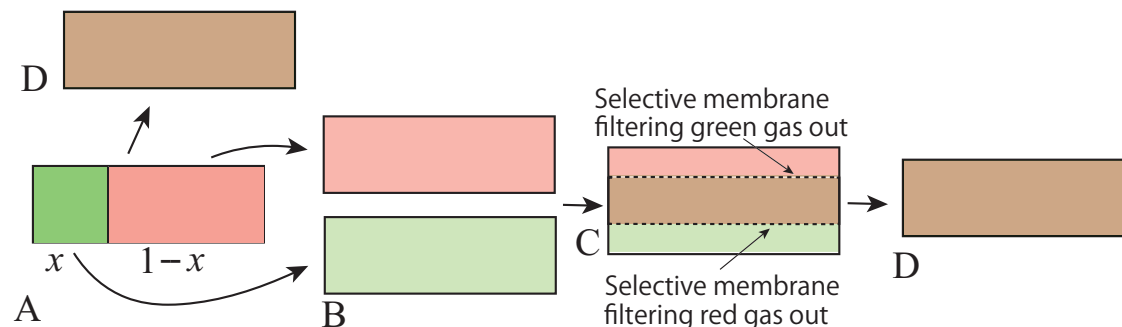 D
x
1−x
A
B
Selective membrane
filtering green gas out
C
Selective membrane
filtering red gas out
D